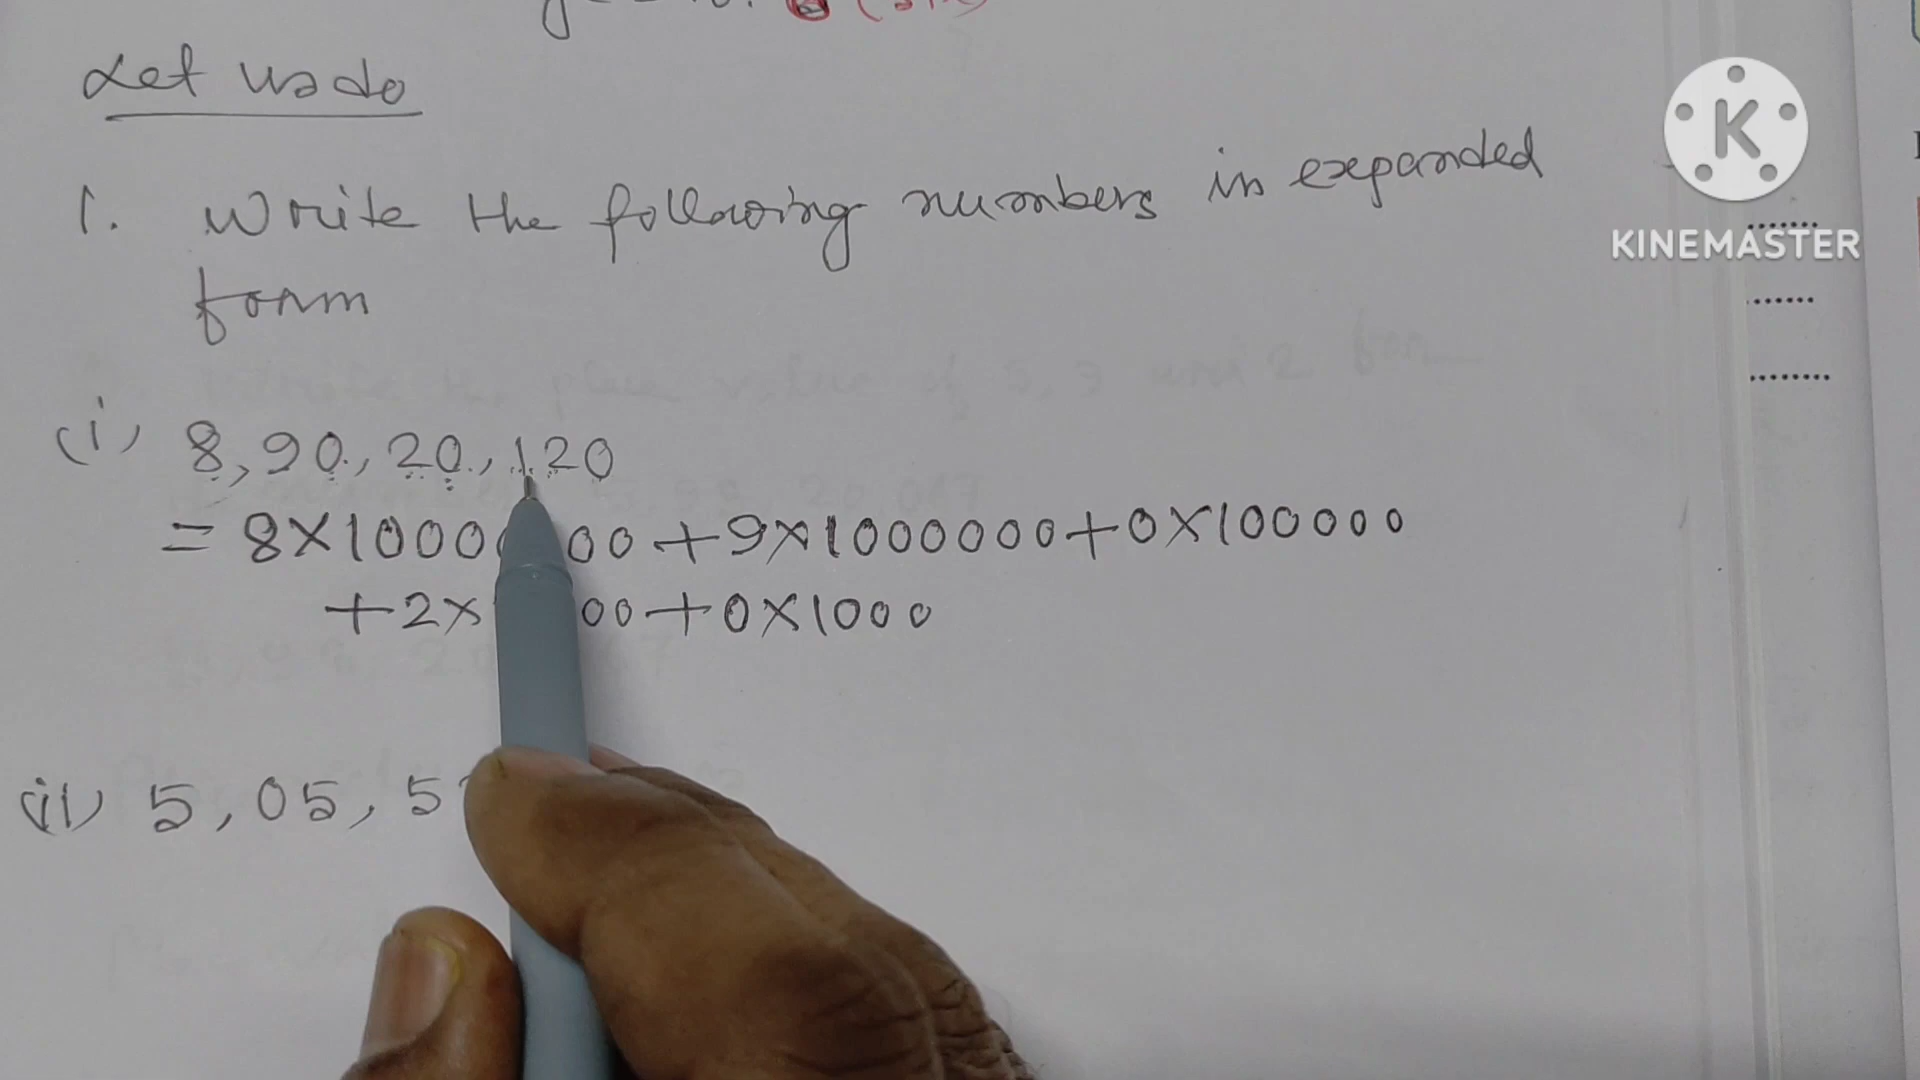 Let us do
1. Write the following numbers in expanded
form
(i) 8,90,20,120
= 8×1000 00 + 9×1000000 + 0×100000
+ 2× 00 + 0×1000
(ii) 5,05,5
KINEMASTER